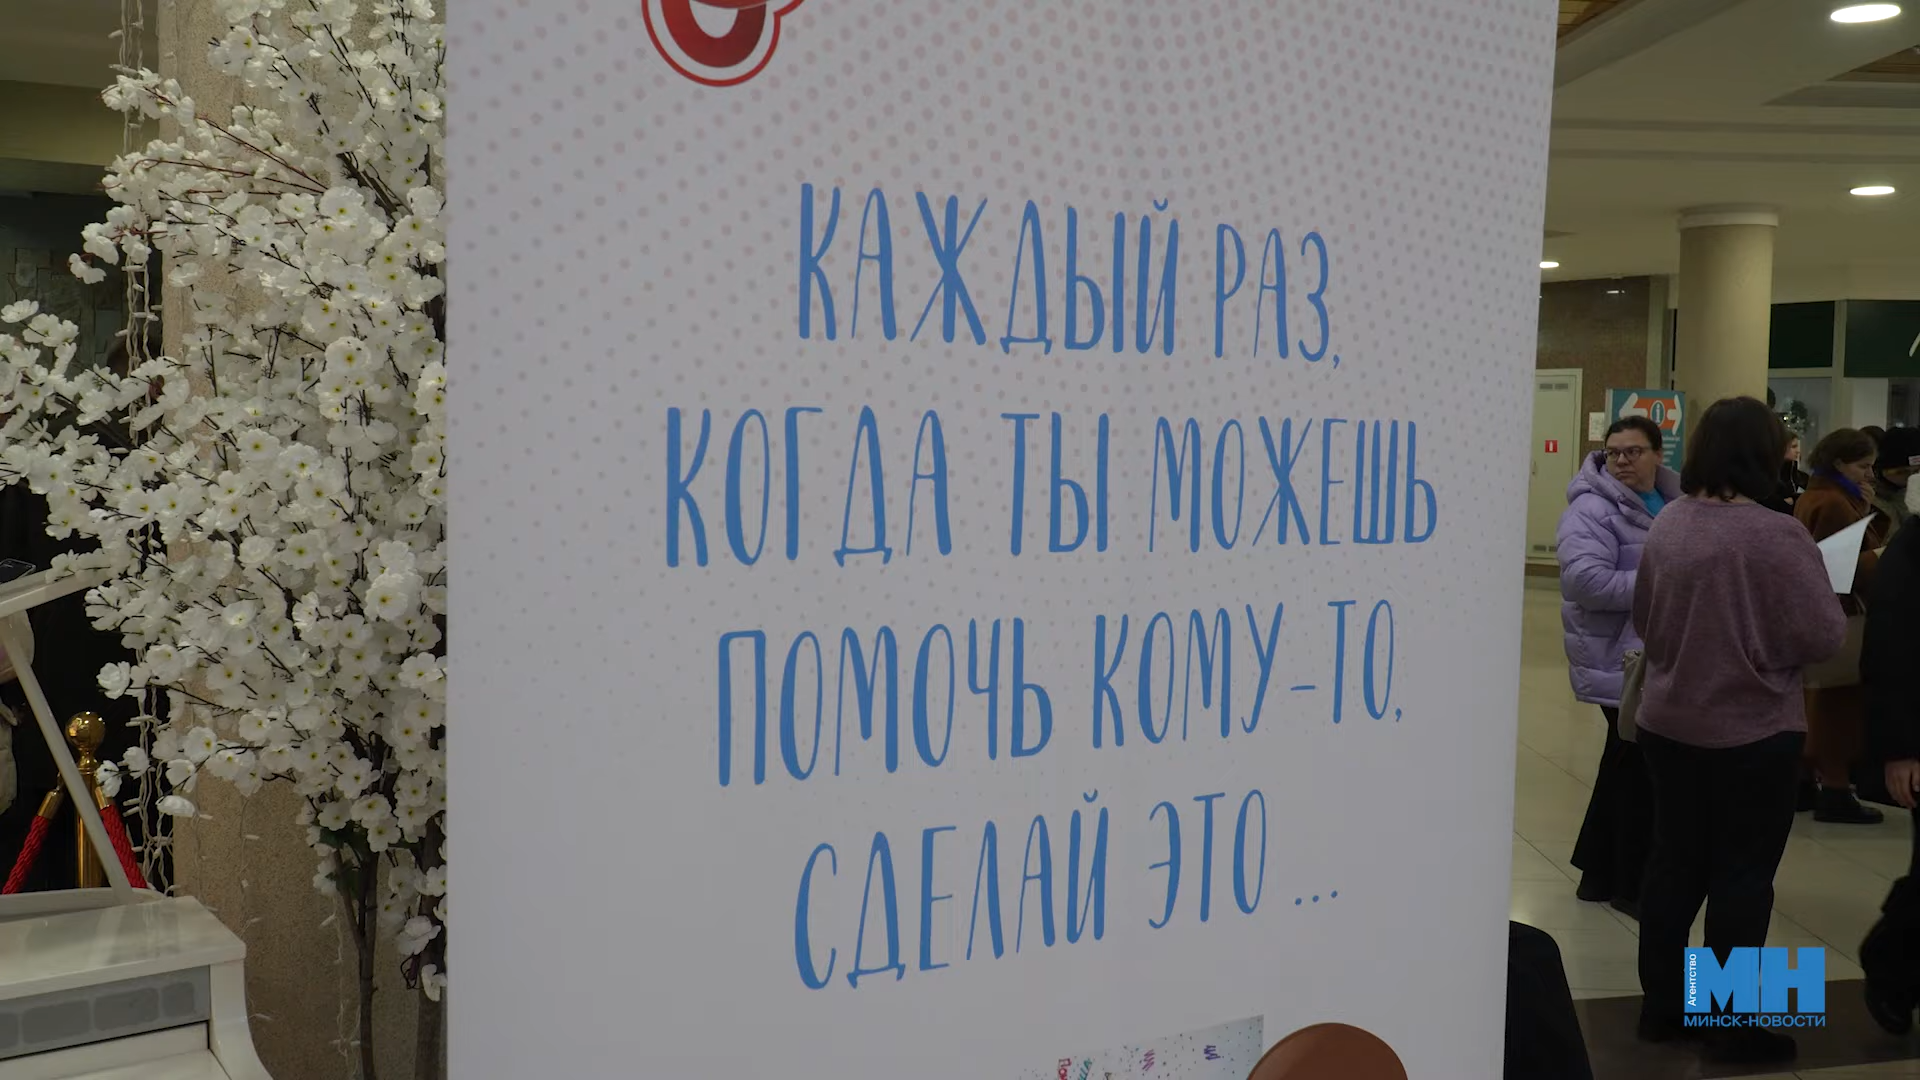 КАЖДЫЙ РАЗ,
КОГДА ТЫ МОЖЕШЬ
ПОМОЧЬ КОМУ-ТО,
СДЕЛАЙ ЭТО ...
Агентство
МН
МИНСК-НОВОСТИ